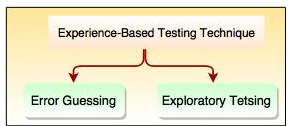 Experience-Based Testing Technique
Error Guessing
Exploratory Tetsing